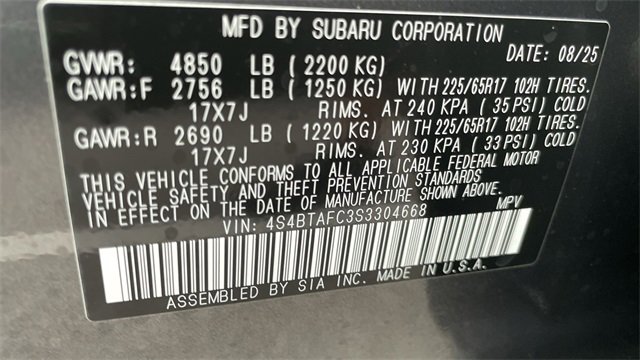 MFD BY SUBARU CORPORATION
DATE: 08/25
GVWR: 4850 LB (2200 KG)
GAWR:F 2756 LB (1250 KG) WITH 225/65R17 102H TIRES.
17X7J RIMS. AT 240 KPA (35 PSI) COLD
GAWR:R 2690 LB (1220 KG) WITH 225/65R17 102H TIRES.
17X7J RIMS. AT 230 KPA (33 PSI) COLD
THIS VEHICLE CONFORMS TO ALL APPLICABLE FEDERAL MOTOR
VEHICLE SAFETY AND THEFT PREVENTION STANDARDS
IN EFFECT ON THE DATE OF MANUFACTURE SHOWN ABOVE.
VIN: 4S4BTAFC3S3304668 MPV
ASSEMBLED BY SIA INC. MADE IN U.S.A.